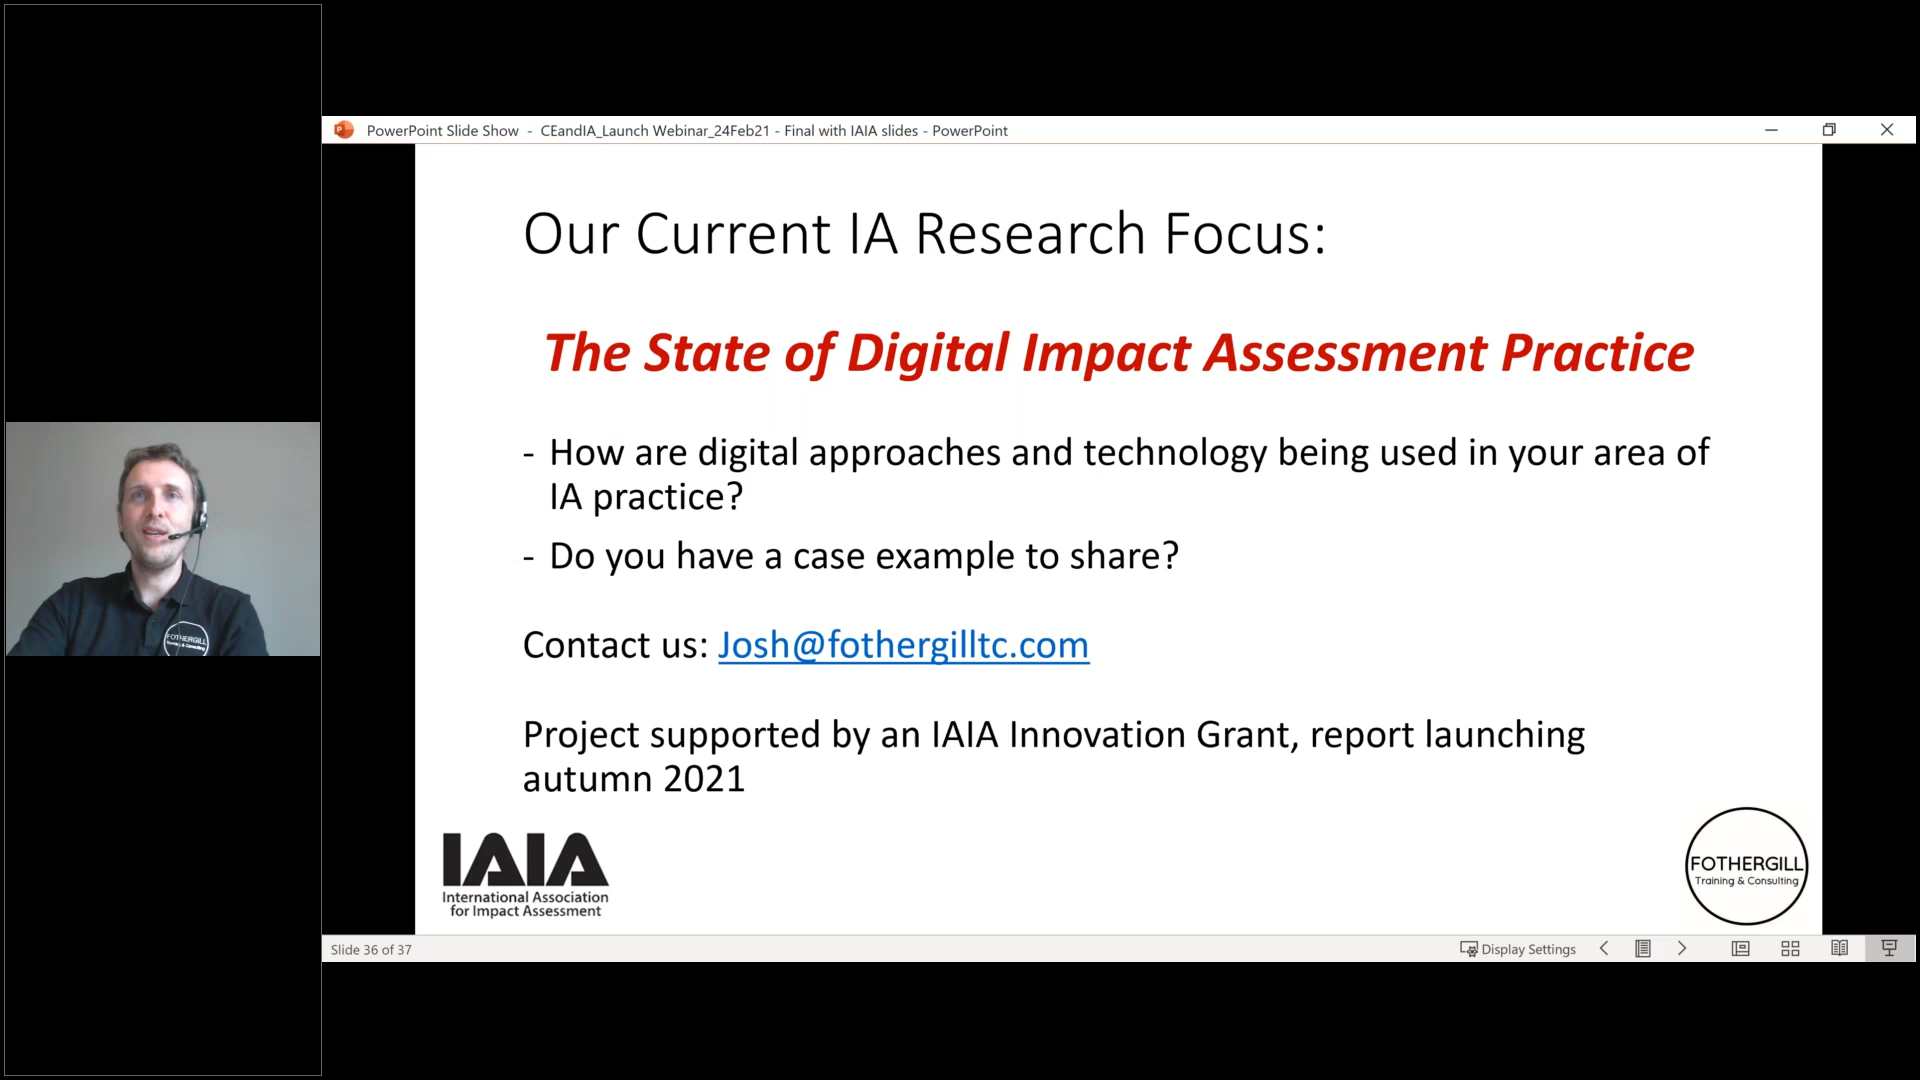 PowerPoint Slide Show - CEandIA_Launch Webinar_24Feb21 - Final with IAIA slides - PowerPoint
Our Current IA Research Focus:
The State of Digital Impact Assessment Practice
- How are digital approaches and technology being used in your area of
IA practice?
- Do you have a case example to share?
Contact us: Josh@fothergilltc.com
Project supported by an IAIA Innovation Grant, report launching
autumn 2021
IAIA
International Association
for Impact Assessment
FOTHERGILL
Training & Consulting
FOTHERGILL
Training & Consulting
Slide 36 of 37
Display Settings